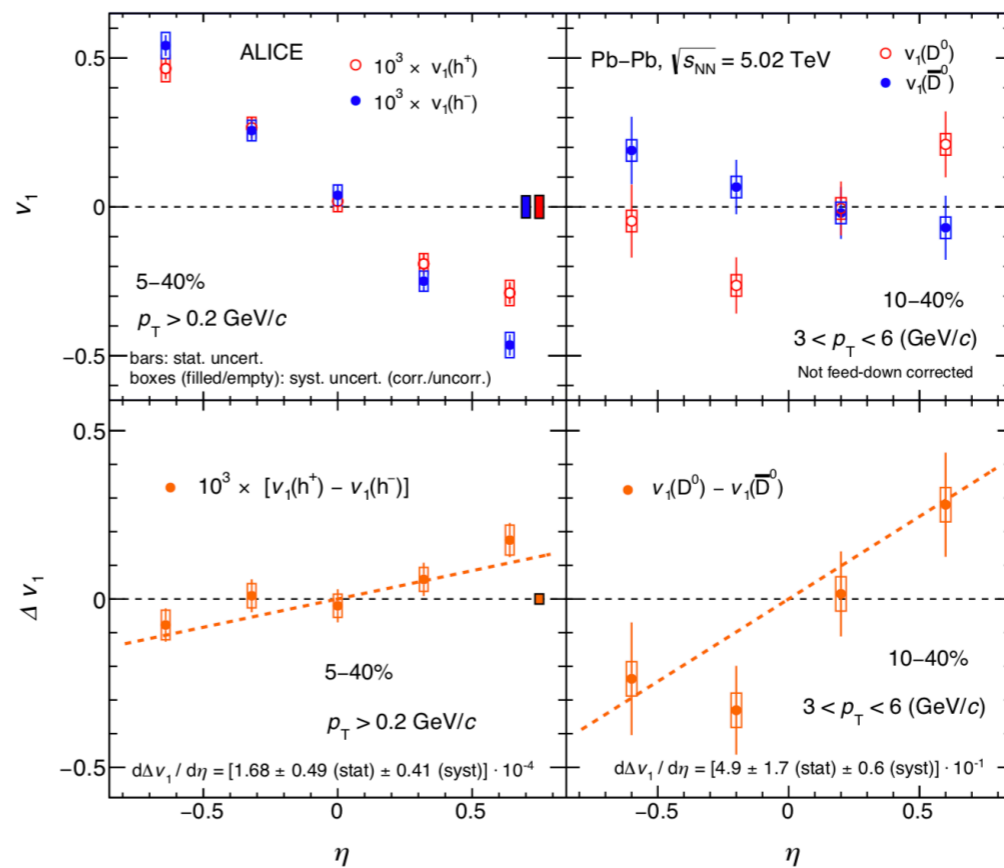 0.5
0
−0.5
v₁
ALICE
10³ × v₁(h⁺)
10³ × v₁(h⁻)
5−40%
p_T > 0.2 GeV/c
bars: stat. uncert.
boxes (filled/empty): syst. uncert. (corr./uncorr.)
Pb−Pb, √s_NN = 5.02 TeV
v₁(D⁰)
v₁(D̅⁰)
10−40%
3 < p_T < 6 (GeV/c)
Not feed-down corrected
0.5
0
−0.5
Δ v₁
10³ × [v₁(h⁺) − v₁(h⁻)]
5−40%
p_T > 0.2 GeV/c
dΔv₁ / dη = [1.68 ± 0.49 (stat) ± 0.41 (syst)] · 10⁻⁴
v₁(D⁰) − v₁(D̅⁰)
10−40%
3 < p_T < 6 (GeV/c)
dΔv₁ / dη = [4.9 ± 1.7 (stat) ± 0.6 (syst)] · 10⁻¹
−0.5 0 0.5
−0.5 0 0.5
η
η